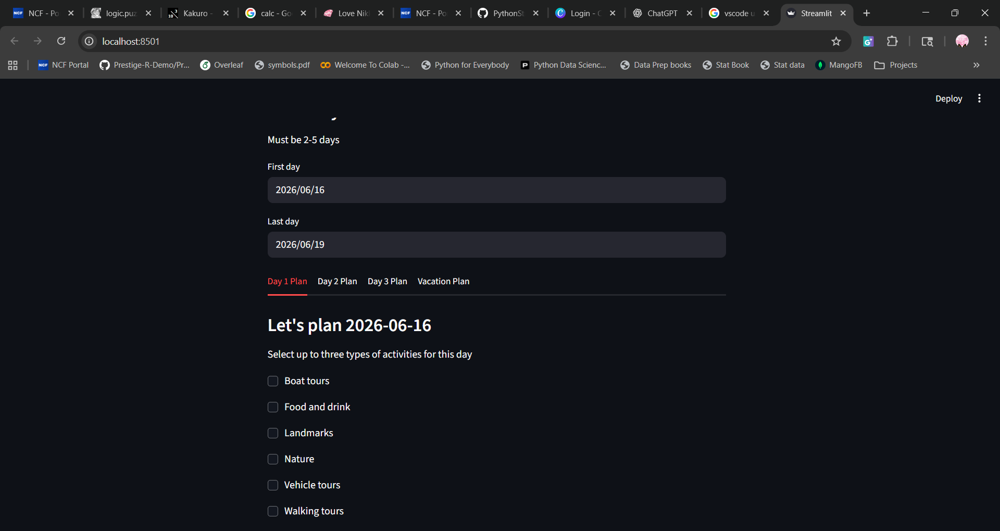 NCF - Po
logic.puz
Kakuro -
calc - Go
Love Nik
NCF - Po
PythonSt
Login - C
ChatGPT
vscode u
Streamlit
localhost:8501
NCF Portal
Prestige-R-Demo/Pr...
Overleaf
symbols.pdf
Welcome To Colab -...
Python for Everybody
Python Data Scienc...
Data Prep books
Stat Book
Stat data
MangoFB
Projects
Deploy
Must be 2-5 days
First day
2026/06/16
Last day
2026/06/19
Day 1 Plan Day 2 Plan Day 3 Plan Vacation Plan
Let's plan 2026-06-16
Select up to three types of activities for this day
Boat tours
Food and drink
Landmarks
Nature
Vehicle tours
Walking tours